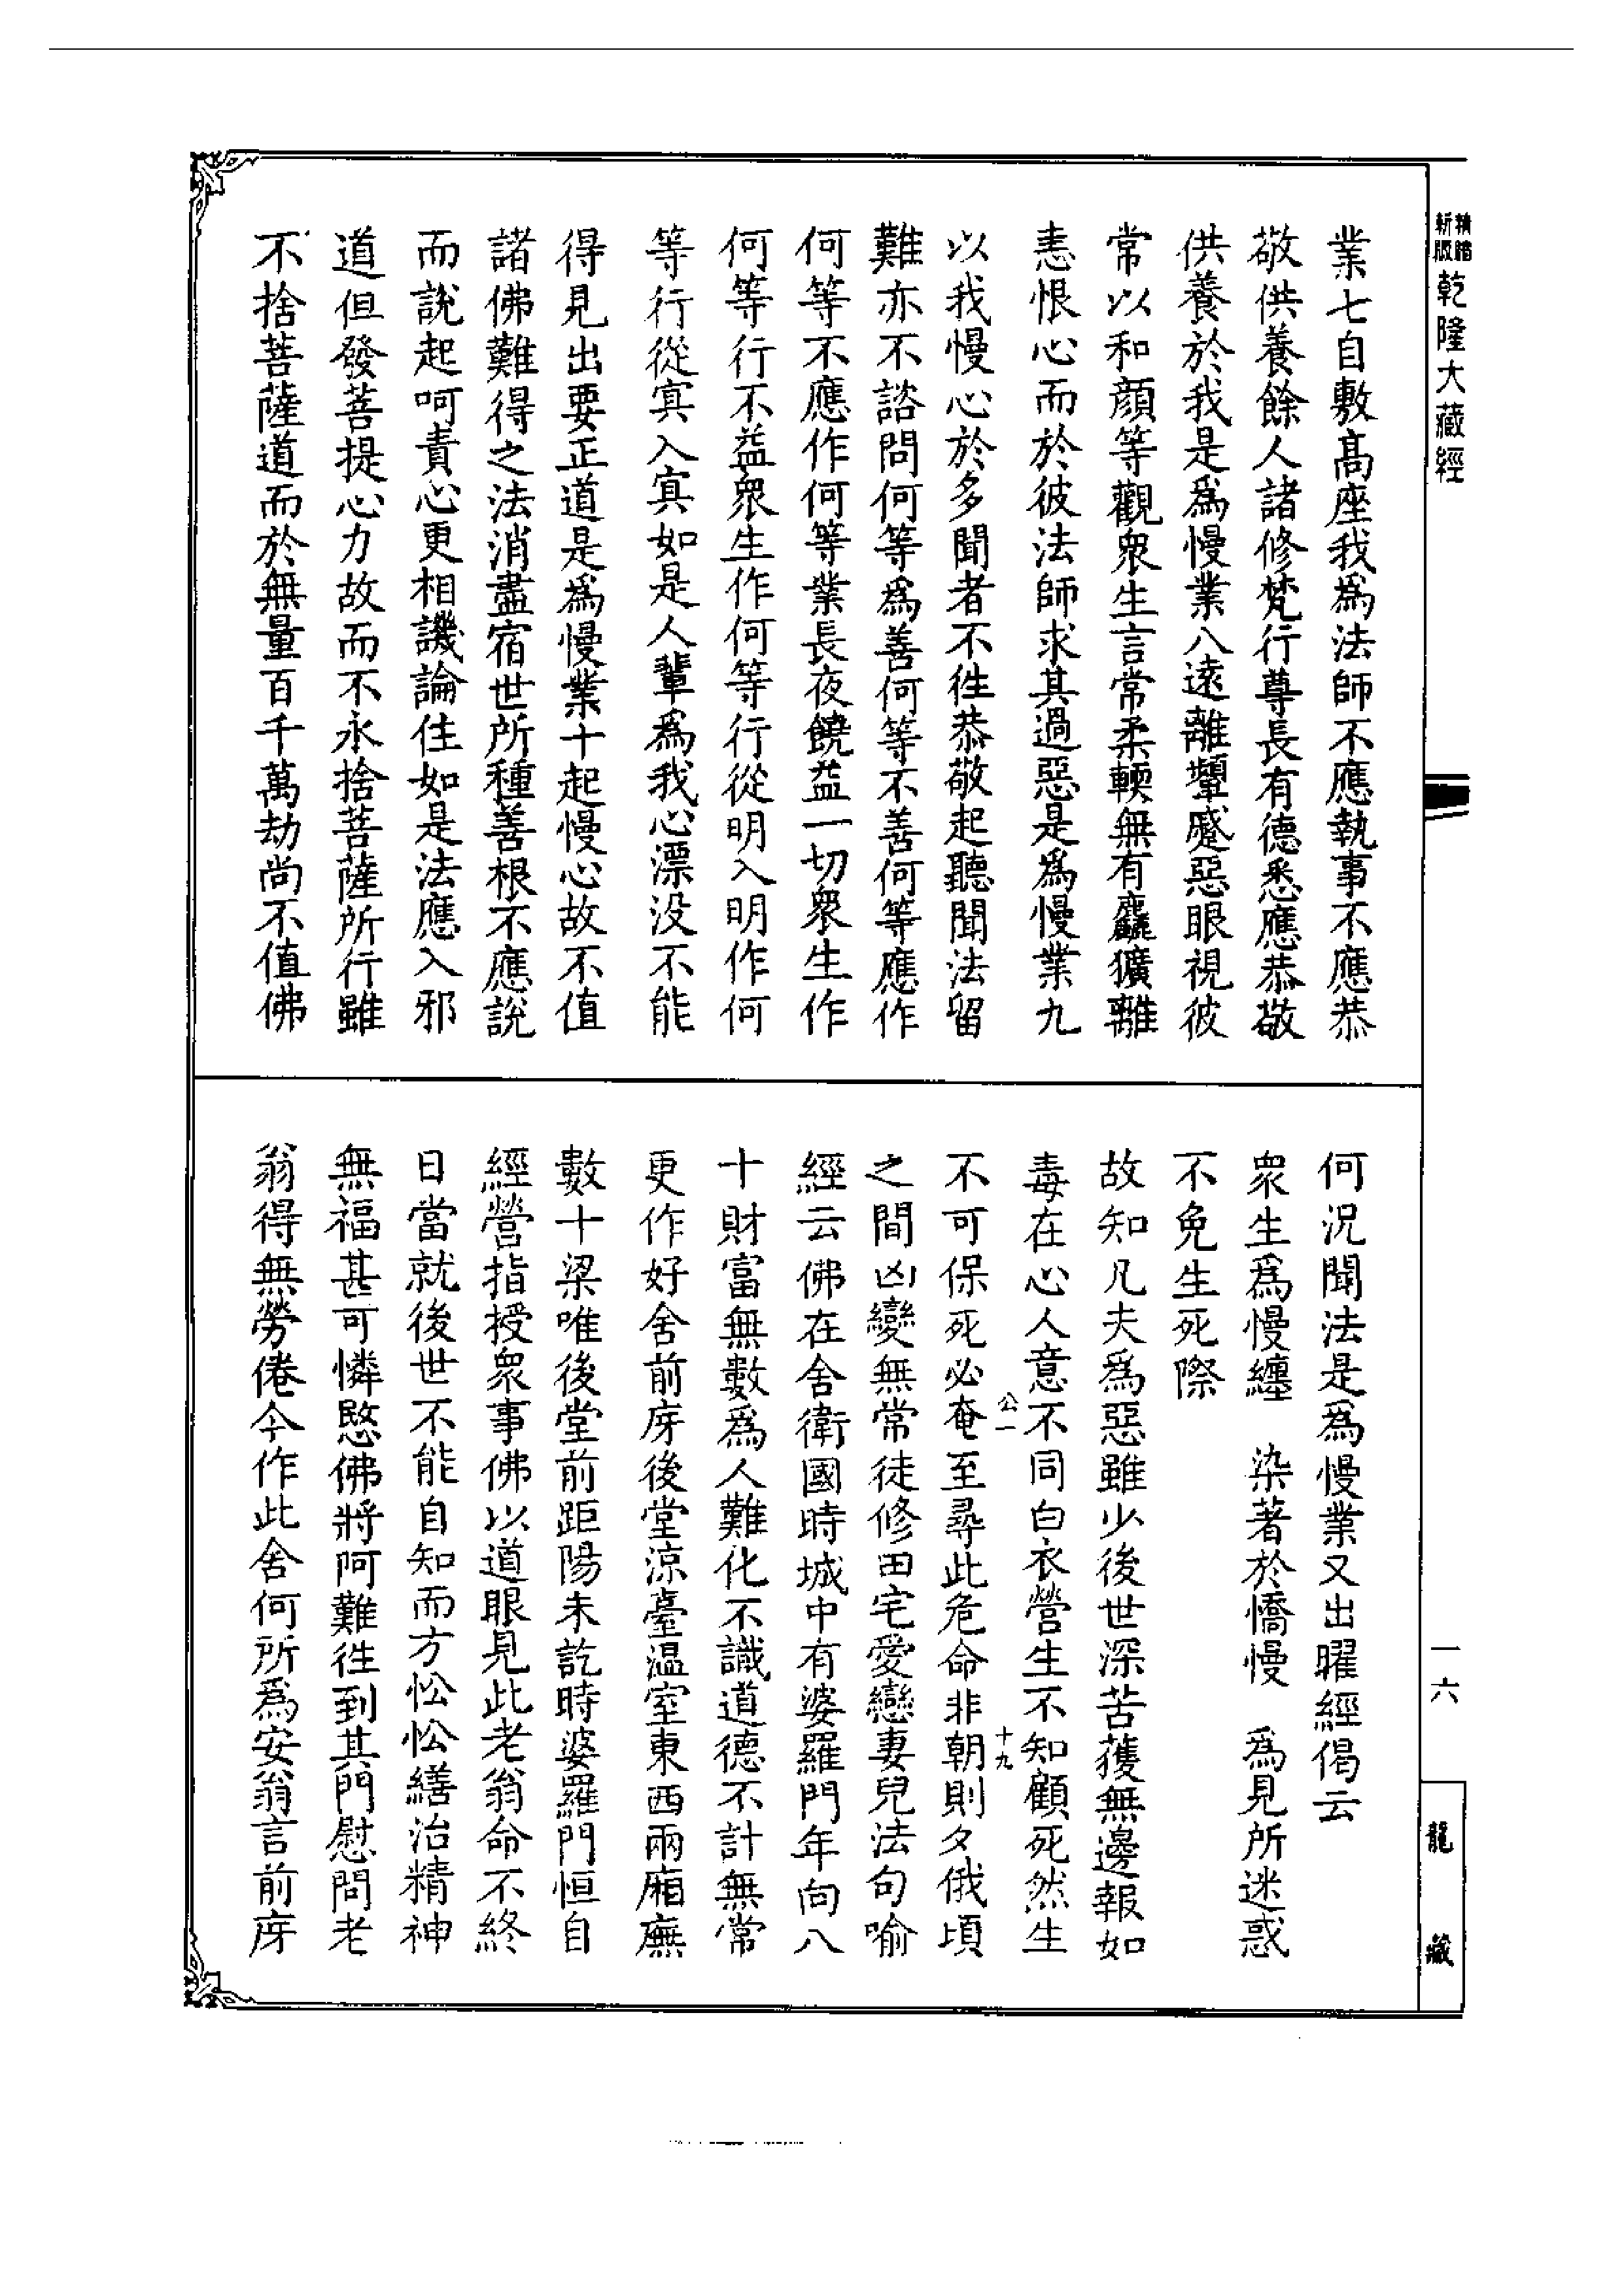 精縮新版乾隆大藏經
業七自敷高座我為法師不應執事不應恭
敬供養餘人諸修梵行尊長有德悉應恭敬
供養於我是為慢業八遠離顰蹙惡眼視彼
常以和顏等觀眾生言常柔輭無有麤獷離
恚恨心而於彼法師求其過惡是為慢業九
以我慢心於多聞者不往恭敬起聽聞法留
難亦不諮問何等為善何等不善何等應作
何等不應作何等業長夜饒益一切眾生作
何等行不益眾生作何等行從明入明作何
等行從㝠入㝠如是人輩為我心漂没不能
得見出要正道是為慢業十起慢心故不值
諸佛難得之法消盡宿世所種善根不應說
而說起呵責心更相譏論住如是法應入邪
道但發菩提心力故而不永捨菩薩所行雖
不捨菩薩道而於無量百千萬劫尚不值佛
何況聞法是為慢業又出曜經偈云
眾生為慢纏　染著於憍慢　為見所迷惑
不免生死際
故知凡夫為惡雖少後世深苦獲無邊報如
毒在心人意不同白衣營生不知顧死然生
公一　十九
不可保死必奄至尋此危命非朝則夕俄頃
之間凶變無常徒修田宅愛戀妻兒法句喻
經云佛在舍衛國時城中有婆羅門年向八
十財富無數為人難化不識道德不計無常
更作好舍前庌後堂涼臺温室東西兩廂廡
數十梁唯後堂前距陽未訖時婆羅門恒自
經營指授眾事佛以道眼見此老翁命不終
日當就後世不能自知而方忪忪繕治精神
無福甚可憐愍佛將阿難往到其門慰問老
翁得無勞倦今作此舍何所為安翁言前庌
一六
龍藏